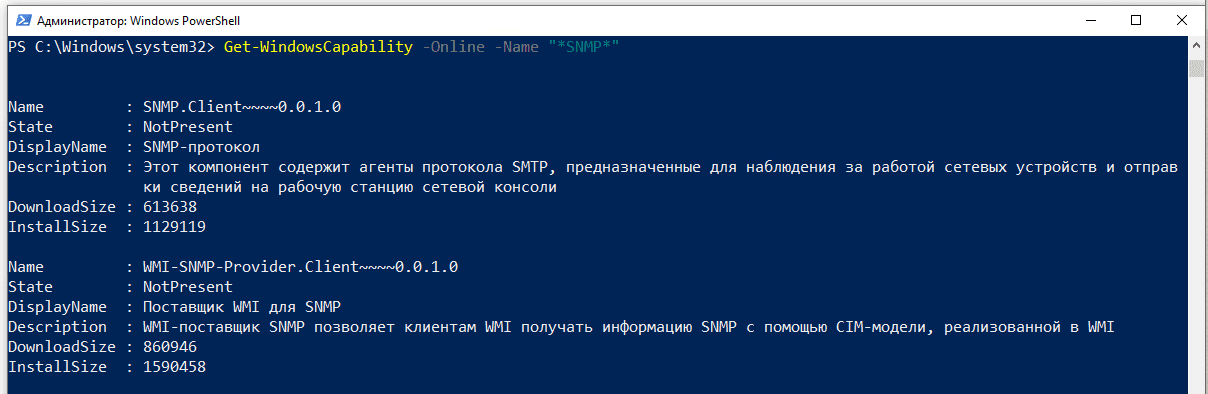 Администратор: Windows PowerShell
PS C:\Windows\system32> Get-WindowsCapability -Online -Name "*SNMP*"
Name : SNMP.Client~~~~0.0.1.0
State : NotPresent
DisplayName : SNMP-протокол
Description : Этот компонент содержит агенты протокола SMTP, предназначенные для наблюдения за работой сетевых устройств и отправ
ки сведений на рабочую станцию сетевой консоли
DownloadSize : 613638
InstallSize : 1129119
Name : WMI-SNMP-Provider.Client~~~~0.0.1.0
State : NotPresent
DisplayName : Поставщик WMI для SNMP
Description : WMI-поставщик SNMP позволяет клиентам WMI получать информацию SNMP с помощью CIM-модели, реализованной в WMI
DownloadSize : 860946
InstallSize : 1590458